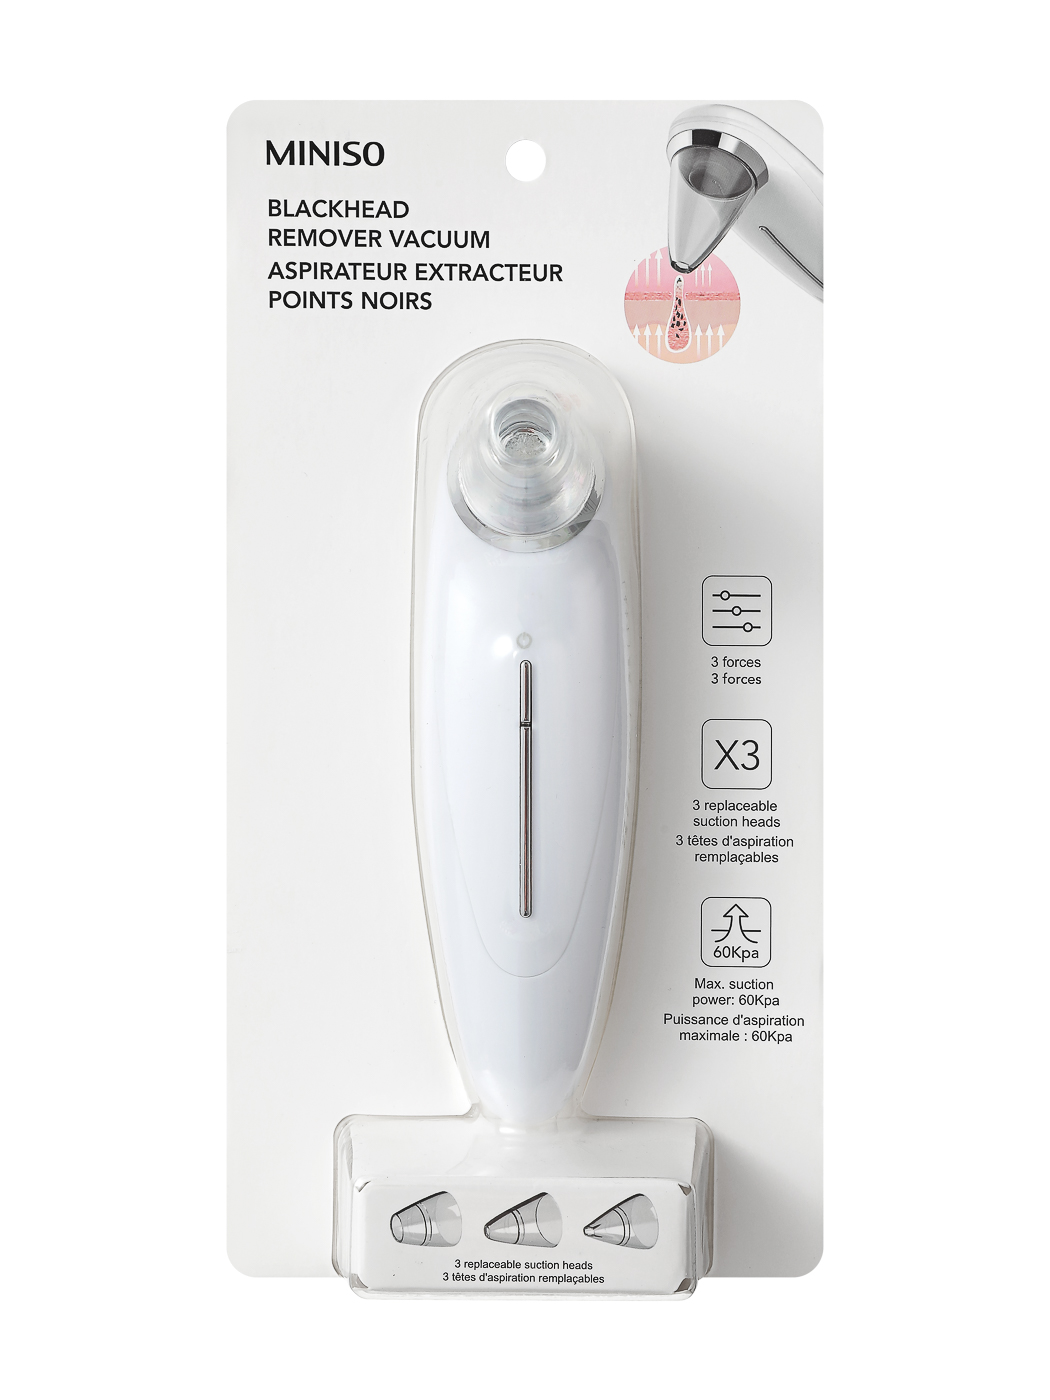 MINISO
BLACKHEAD
REMOVER VACUUM
ASPIRATEUR EXTRACTEUR
POINTS NOIRS
3 forces
3 forces
X3
3 replaceable
suction heads
3 têtes d'aspiration
remplaçables
60Kpa
Max. suction
power: 60Kpa
Puissance d'aspiration
maximale : 60Kpa
3 replaceable suction heads
3 têtes d'aspiration remplaçables